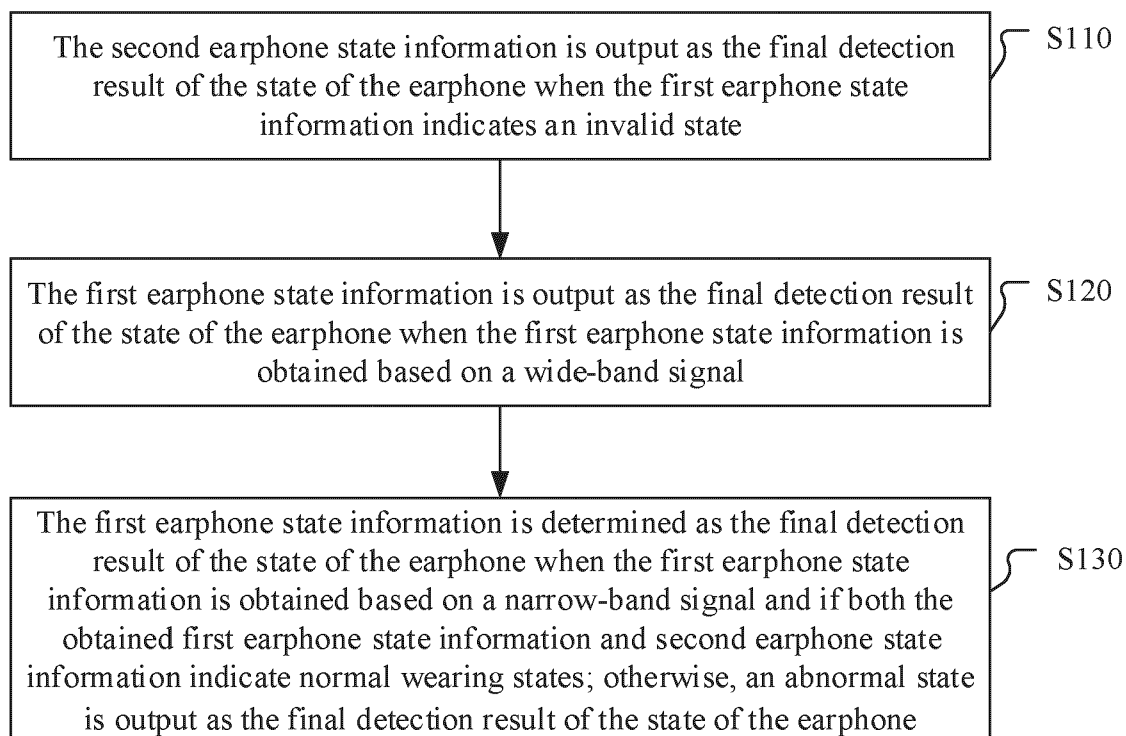 The second earphone state information is output as the final detection
result of the state of the earphone when the first earphone state
information indicates an invalid state
S110
The first earphone state information is output as the final detection result
of the state of the earphone when the first earphone state information is
obtained based on a wide-band signal
S120
The first earphone state information is determined as the final detection
result of the state of the earphone when the first earphone state
information is obtained based on a narrow-band signal and if both the
obtained first earphone state information and second earphone state
information indicate normal wearing states; otherwise, an abnormal state
is output as the final detection result of the state of the earphone
S130